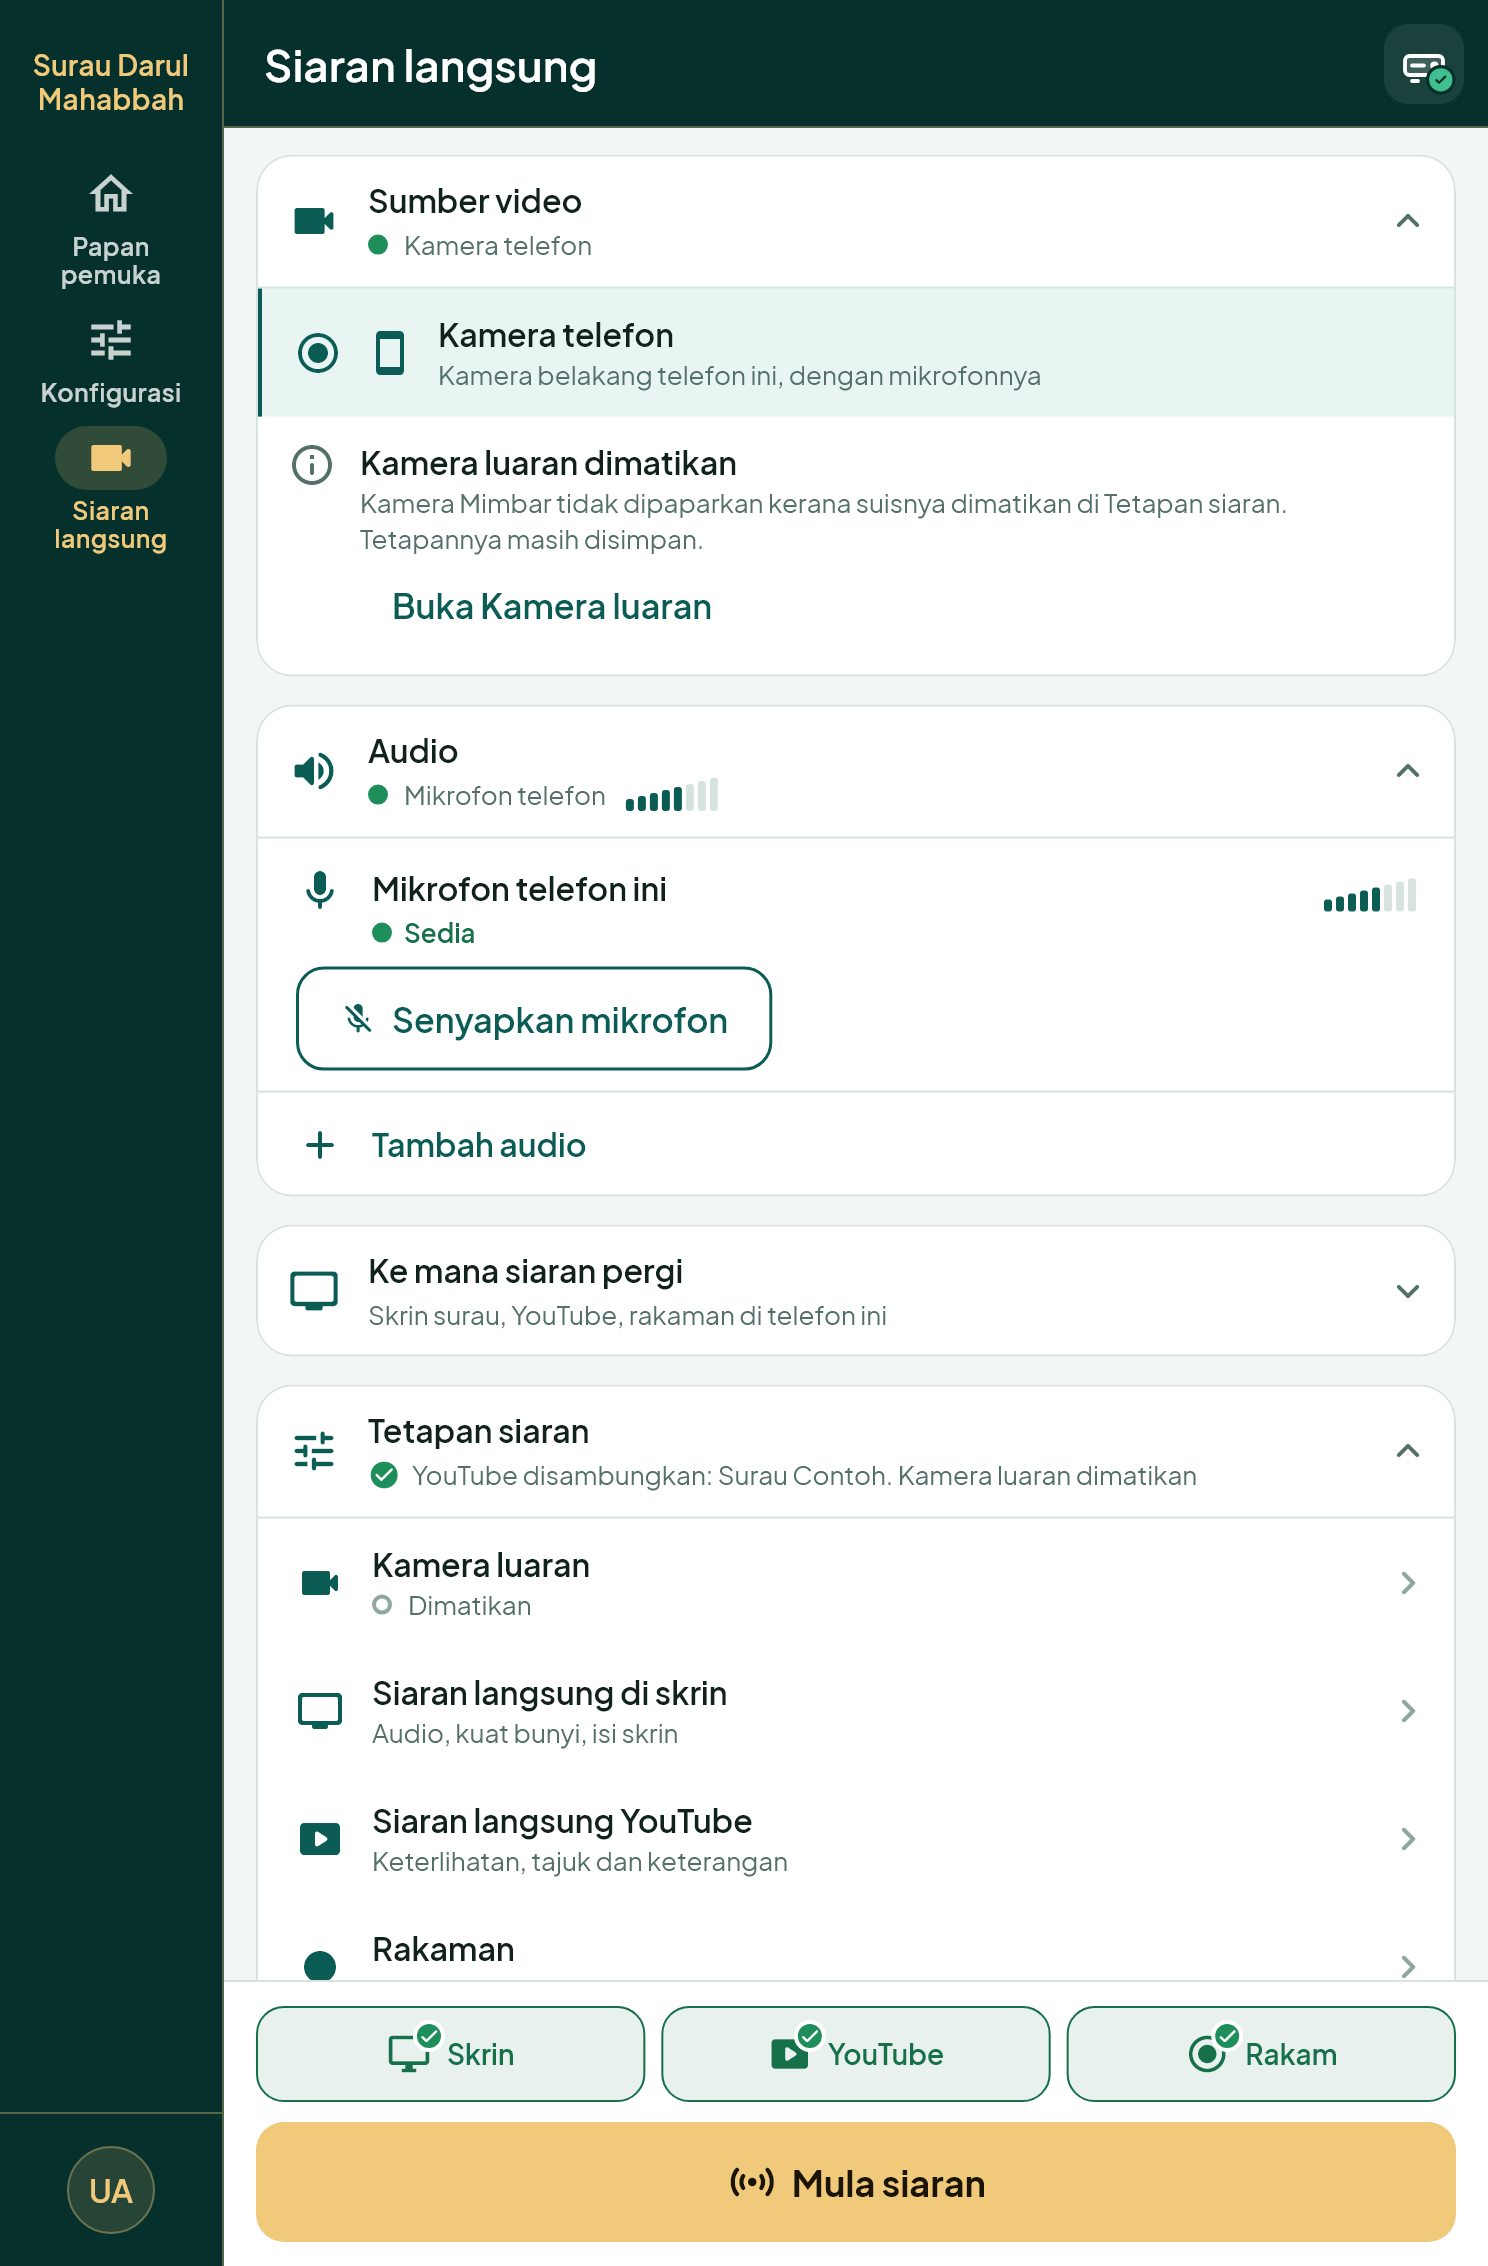 Surau Darul
Mahabbah
Papan
pemuka
Konfigurasi
Siaran
langsung
UA
Siaran langsung
Sumber video
Kamera telefon
Kamera telefon
Kamera belakang telefon ini, dengan mikrofonnya
Kamera luaran dimatikan
Kamera Mimbar tidak dipaparkan kerana suisnya dimatikan di Tetapan siaran.
Tetapannya masih disimpan.
Buka Kamera luaran
Audio
Mikrofon telefon
Mikrofon telefon ini
Sedia
Senyapkan mikrofon
Tambah audio
Ke mana siaran pergi
Skrin surau, YouTube, rakaman di telefon ini
Tetapan siaran
YouTube disambungkan: Surau Contoh. Kamera luaran dimatikan
Kamera luaran
Dimatikan
Siaran langsung di skrin
Audio, kuat bunyi, isi skrin
Siaran langsung YouTube
Keterlihatan, tajuk dan keterangan
Rakaman
Skrin
YouTube
Rakam
Mula siaran